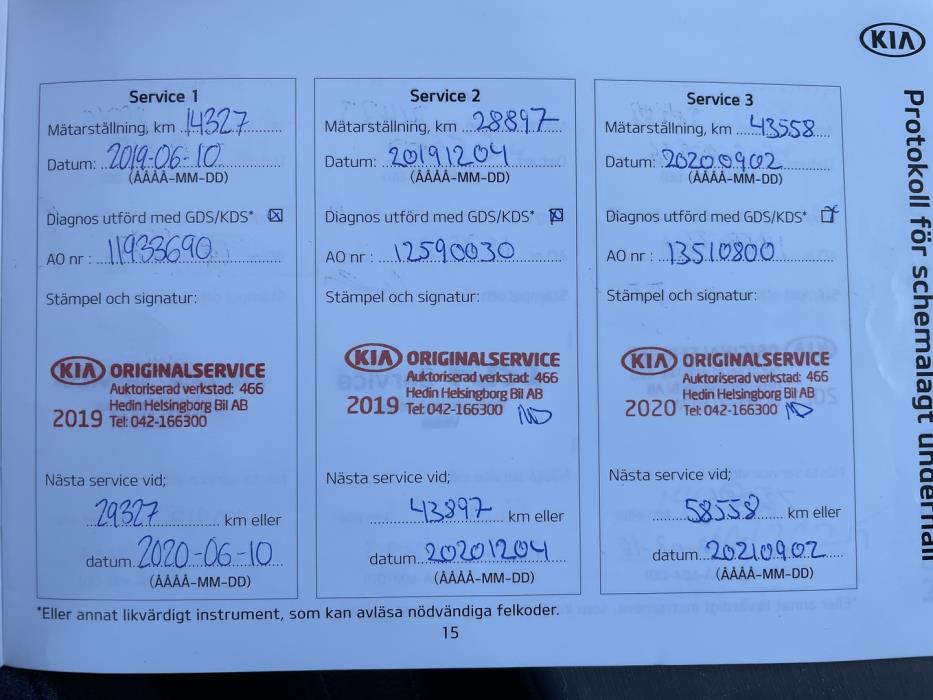 KIA
Protokoll för schemalagt underhåll
Service 1
Mätarställning, km 14327
Datum: 2019-06-10
(ÅÅÅÅ-MM-DD)
Diagnos utförd med GDS/KDS*
AO nr : 11933690
Stämpel och signatur:
KIA ORIGINALSERVICE
Auktoriserad verkstad: 466
Hedin Helsingborg Bil AB
2019 Tel: 042-166300
Nästa service vid;
29327 km eller
datum 2020-06-10
(ÅÅÅÅ-MM-DD)
Service 2
Mätarställning, km 28897
Datum: 20191204
(ÅÅÅÅ-MM-DD)
Diagnos utförd med GDS/KDS*
AO nr : 12590030
Stämpel och signatur:
KIA ORIGINALSERVICE
Auktoriserad verkstad: 466
Hedin Helsingborg Bil AB
2019 Tel: 042-166300
Nästa service vid;
43897 km eller
datum 20201204
(ÅÅÅÅ-MM-DD)
Service 3
Mätarställning, km 43558
Datum: 20200902
(ÅÅÅÅ-MM-DD)
Diagnos utförd med GDS/KDS*
AO nr : 13510800
Stämpel och signatur:
KIA ORIGINALSERVICE
Auktoriserad verkstad: 466
Hedin Helsingborg Bil AB
2020 Tel: 042-166300
Nästa service vid;
58558 km eller
datum 20210902
(ÅÅÅÅ-MM-DD)
*Eller annat likvärdigt instrument, som kan avläsa nödvändiga felkoder.
15